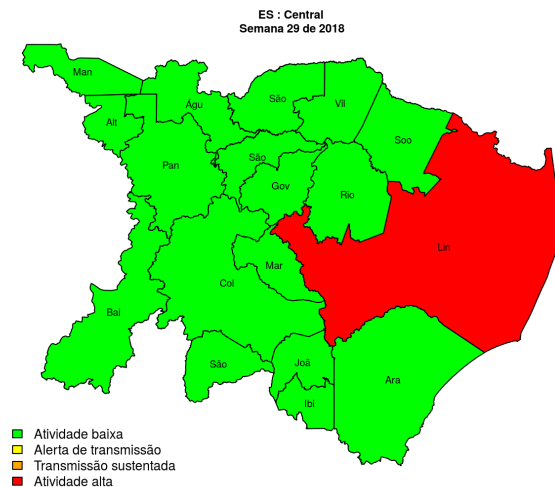 ES : Central
Semana 29 de 2018
Man
Águ
São
Vil
Alt
Soo
São
Pan
Gov
Rio
Lin
Mar
Col
Bai
São
Joã
Ara
Ibi
Atividade baixa
Alerta de transmissão
Transmissão sustentada
Atividade alta